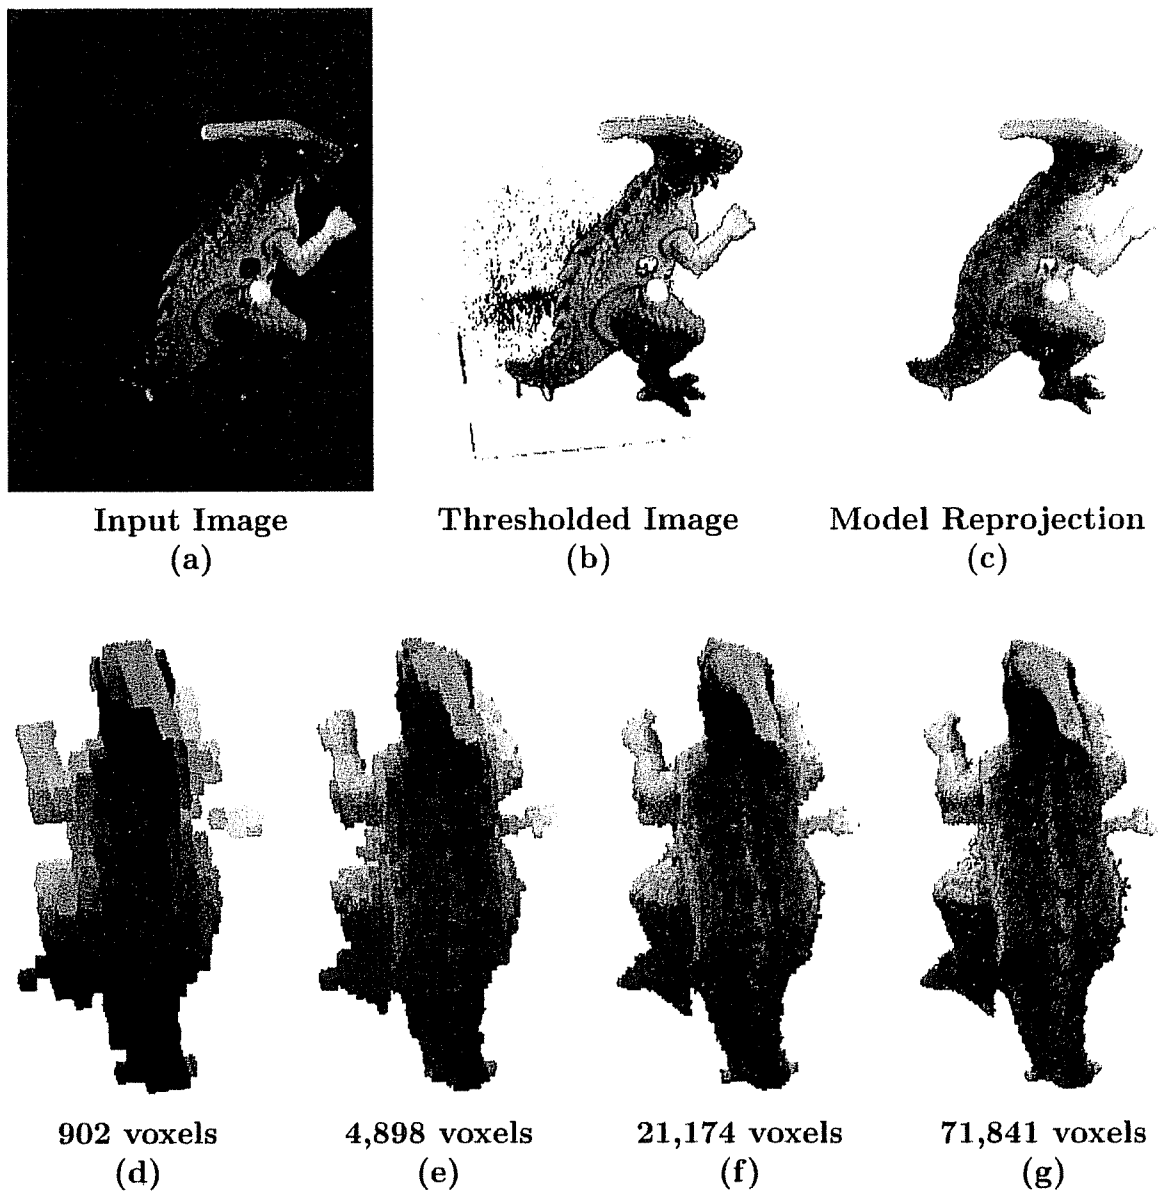 Input Image
(a)
Thresholded Image
(b)
Model Reprojection
(c)
902 voxels
(d)
4,898 voxels
(e)
21,174 voxels
(f)
71,841 voxels
(g)